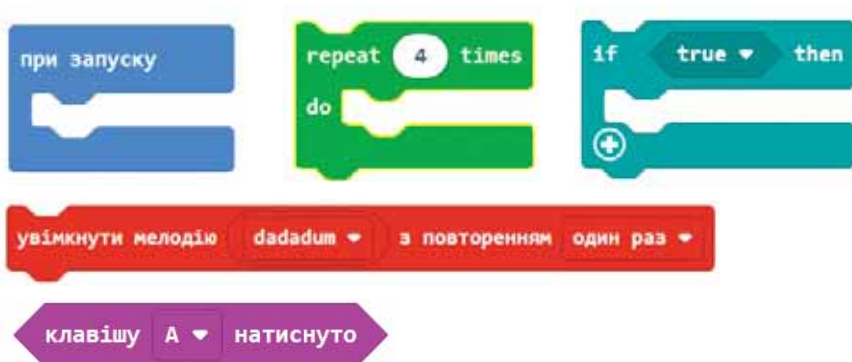 при запуску
repeat 4 times
do
if true then
увімкнути мелодію dadadum з повторенням один раз
клавішу A натиснуто